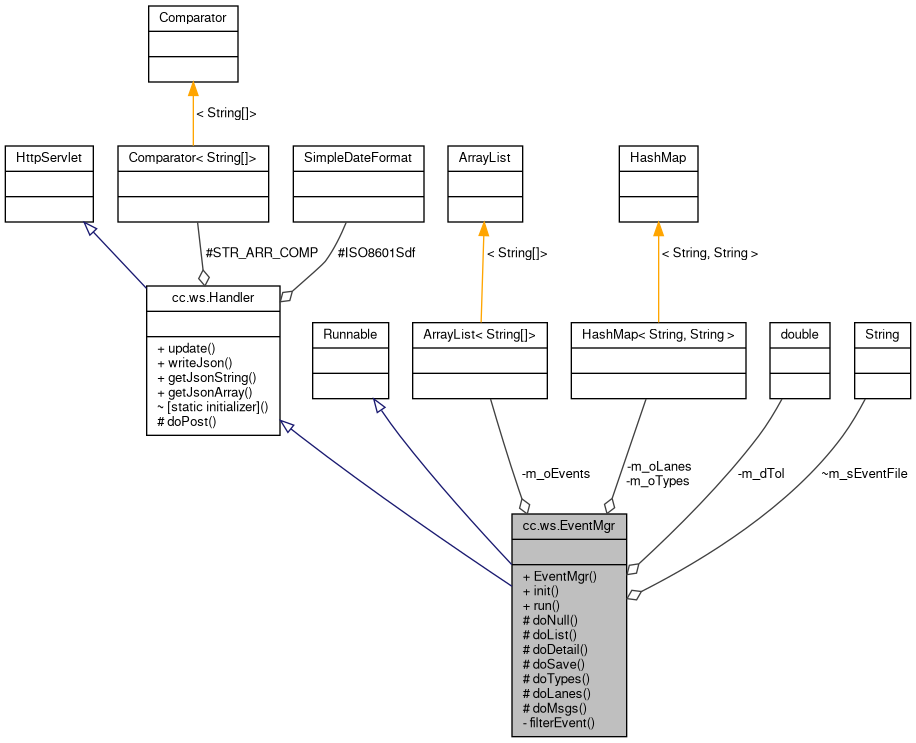 Comparator
< String[]>
HttpServlet
Comparator< String[]>
SimpleDateFormat
ArrayList
HashMap
#STR_ARR_COMP
#ISO8601Sdf
< String[]>
< String, String >
cc.ws.Handler
+ update()
+ writeJson()
+ getJsonString()
+ getJsonArray()
~ [static initializer]()
# doPost()
Runnable
ArrayList< String[]>
HashMap< String, String >
double
String
-m_oEvents
-m_oLanes
-m_oTypes
-m_dTol
~m_sEventFile
cc.ws.EventMgr
+ EventMgr()
+ init()
+ run()
# doNull()
# doList()
# doDetail()
# doSave()
# doTypes()
# doLanes()
# doMsgs()
- filterEvent()